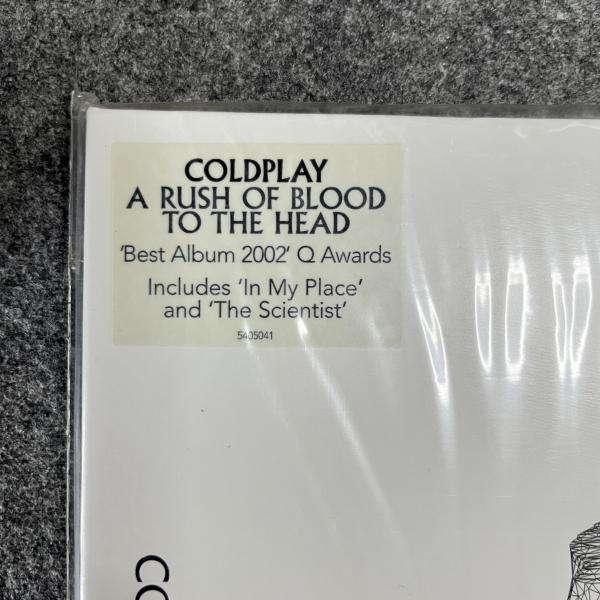 COLDPLAY
A RUSH OF BLOOD
TO THE HEAD
'Best Album 2002' Q Awards
Includes 'In My Place'
and 'The Scientist'
5405041
CO